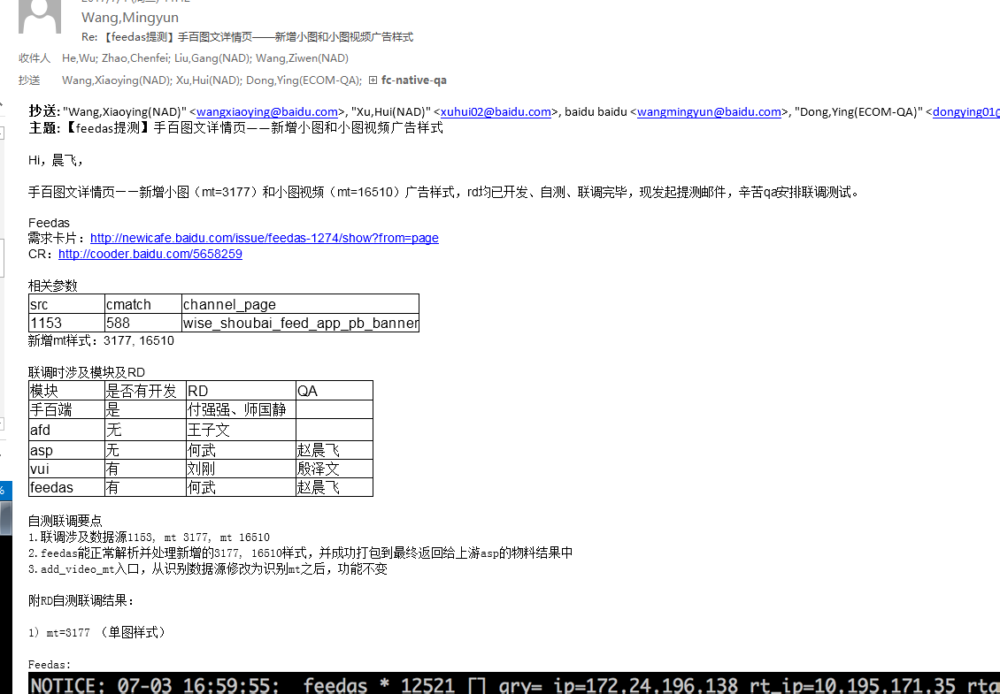 Wang,Mingyun
Re: 【feedas提测】手百图文详情页——新增小图和小图视频广告样式
收件人 He,Wu; Zhao,Chenfei; Liu,Gang(NAD); Wang,Ziwen(NAD)
抄送 Wang,Xiaoying(NAD); Xu,Hui(NAD); Dong,Ying(ECOM-QA); fc-native-qa
抄送: "Wang,Xiaoying(NAD)" <wangxiaoying@baidu.com>, "Xu,Hui(NAD)" <xuhui02@baidu.com>, baidu baidu <wangmingyun@baidu.com>, "Dong,Ying(ECOM-QA)" <dongying01@
主题:【feedas提测】手百图文详情页——新增小图和小图视频广告样式
Hi，晨飞，
手百图文详情页——新增小图（mt=3177）和小图视频（mt=16510）广告样式，rd均已开发、自测、联调完毕，现发起提测邮件，辛苦qa安排联调测试。
Feedas
需求卡片：http://newicafe.baidu.com/issue/feedas-1274/show?from=page
CR：http://cooder.baidu.com/5658259
相关参数
src cmatch channel_page
1153 588 wise_shoubai_feed_app_pb_banner
新增mt样式：3177, 16510
联调时涉及模块及RD
模块 是否有开发 RD QA
手百端 是 付强强、师国静
afd 无 王子文
asp 无 何武 赵晨飞
vui 有 刘刚 殷泽文
feedas 有 何武 赵晨飞
自测联调要点
1.联调涉及数据源1153, mt 3177, mt 16510
2.feedas能正常解析并处理新增的3177, 16510样式，并成功打包到最终返回给上游asp的物料结果中
3.add_video_mt入口，从识别数据源修改为识别mt之后，功能不变
附RD自测联调结果：
1) mt=3177 （单图样式）
Feedas:
NOTICE: 07-03 16:59:55: feedas * 12521 [] qry= ip=172.24.196.138 rt_ip=10.195.171.35 rta
%